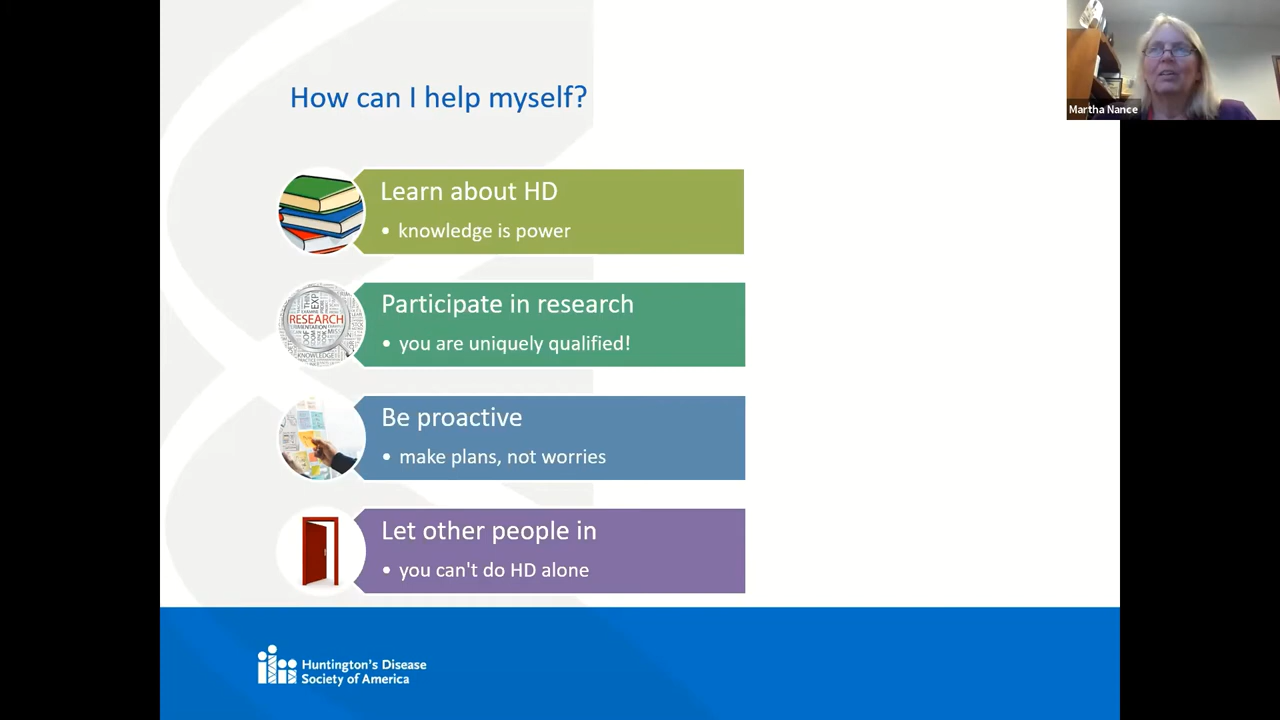 How can I help myself?
Martha Nance
Learn about HD
• knowledge is power
RESEARCH
KNOWLEDGE
Participate in research
• you are uniquely qualified!
Be proactive
• make plans, not worries
Let other people in
• you can't do HD alone
Huntington's Disease
Society of America